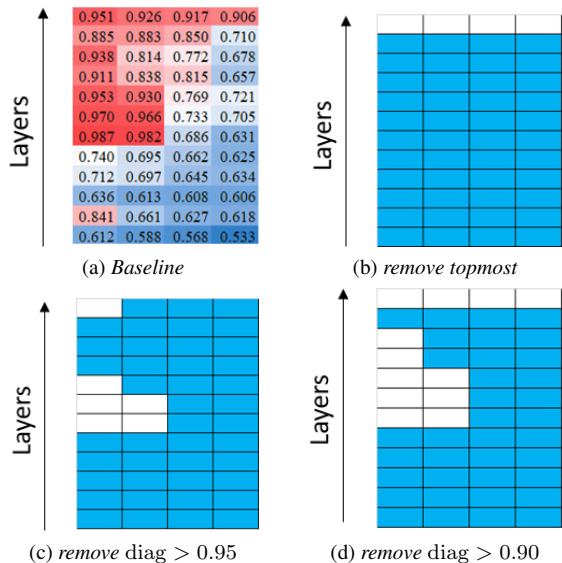 Layers
0.951 0.926 0.917 0.906
0.885 0.883 0.850 0.710
0.938 0.814 0.772 0.678
0.911 0.838 0.815 0.657
0.953 0.930 0.769 0.721
0.970 0.966 0.733 0.705
0.987 0.982 0.686 0.631
0.740 0.695 0.662 0.625
0.712 0.697 0.645 0.634
0.636 0.613 0.608 0.606
0.841 0.661 0.627 0.618
0.612 0.588 0.568 0.533
(a) Baseline
Layers
(b) remove topmost
Layers
(c) remove diag > 0.95
Layers
(d) remove diag > 0.90